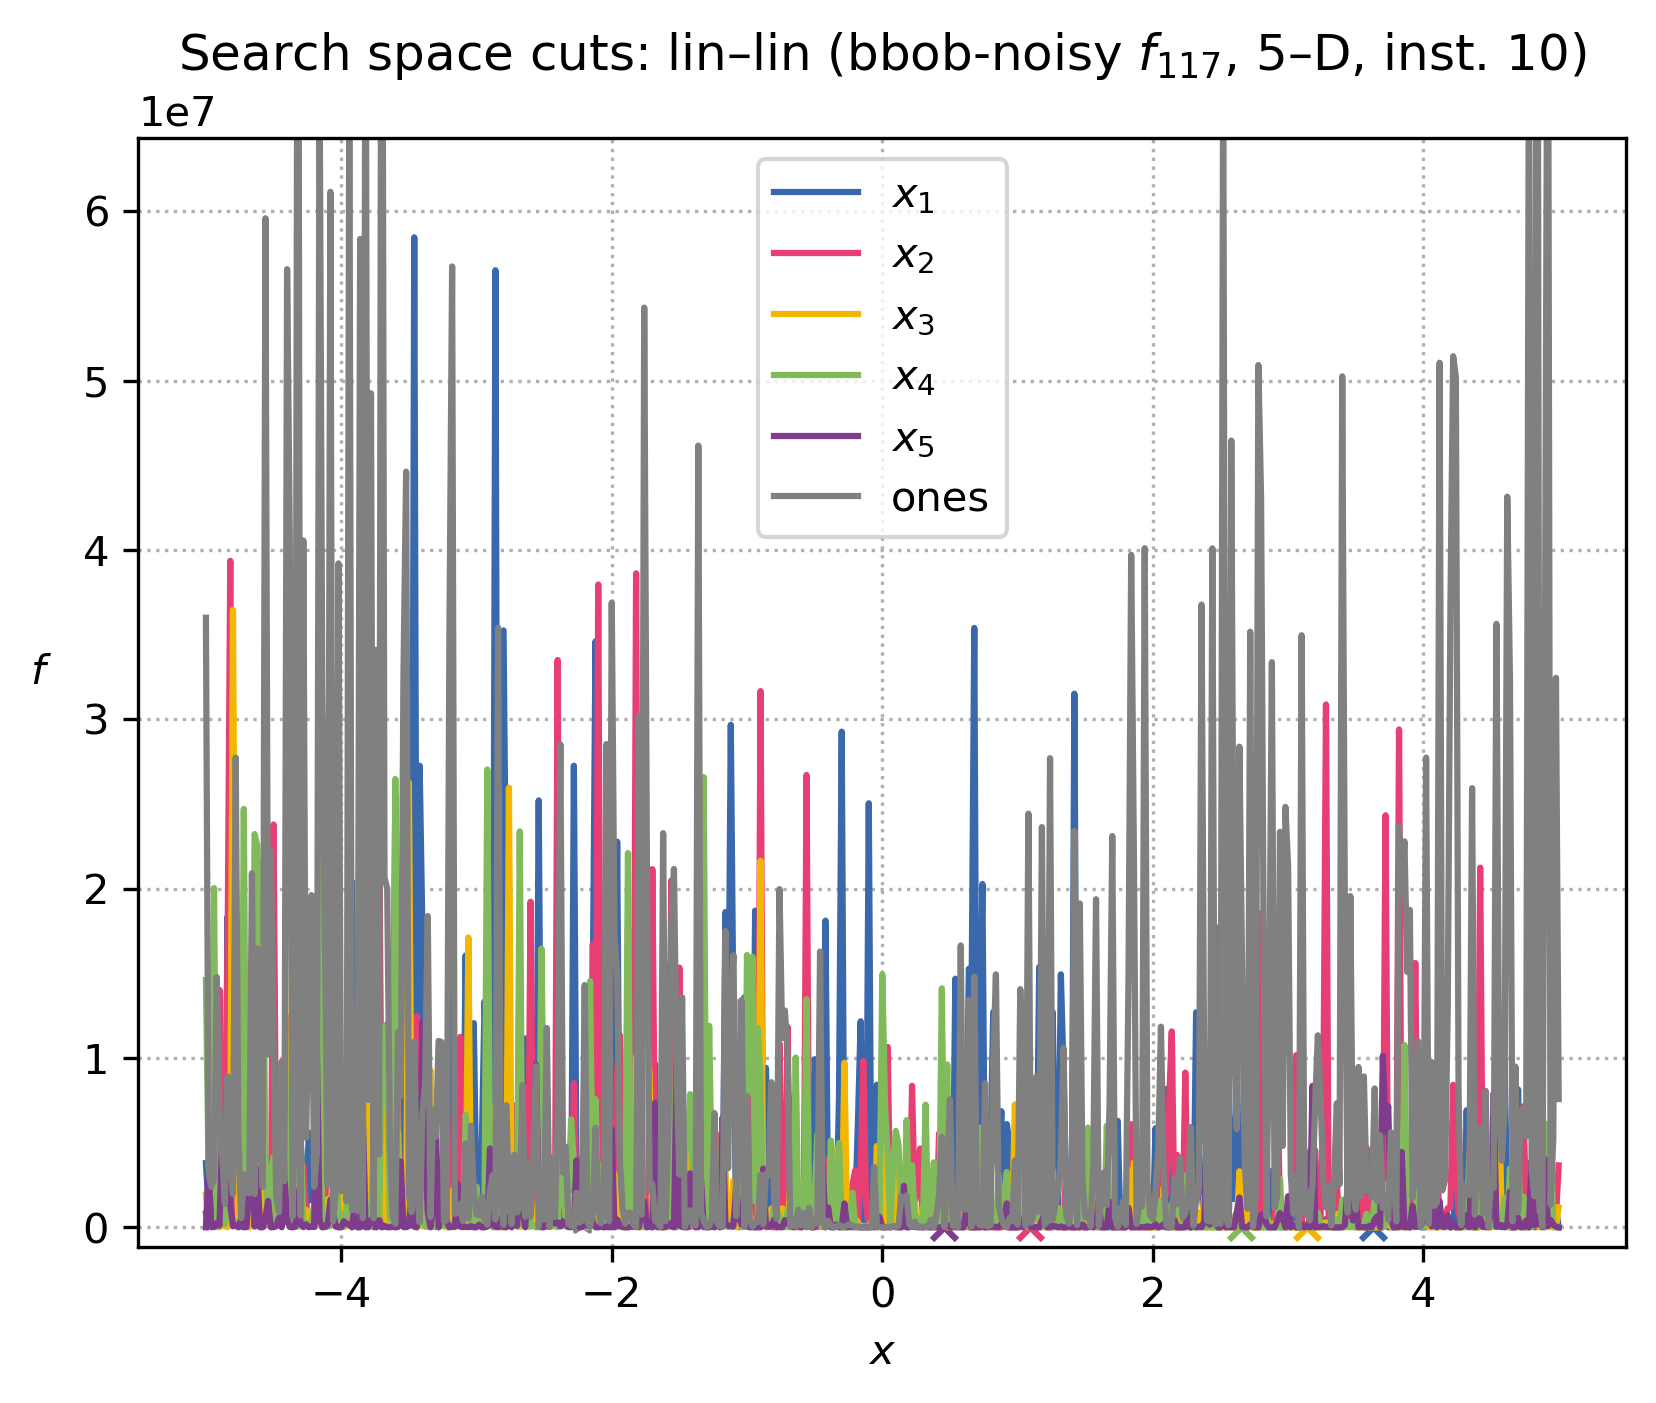 Search space cuts: lin–lin (bbob-noisy f₁₁₇, 5–D, inst. 10)
1e7
x₁
x₂
x₃
x₄
x₅
ones
6
5
4
3
2
1
0
f
−4 −2 0 2 4
x